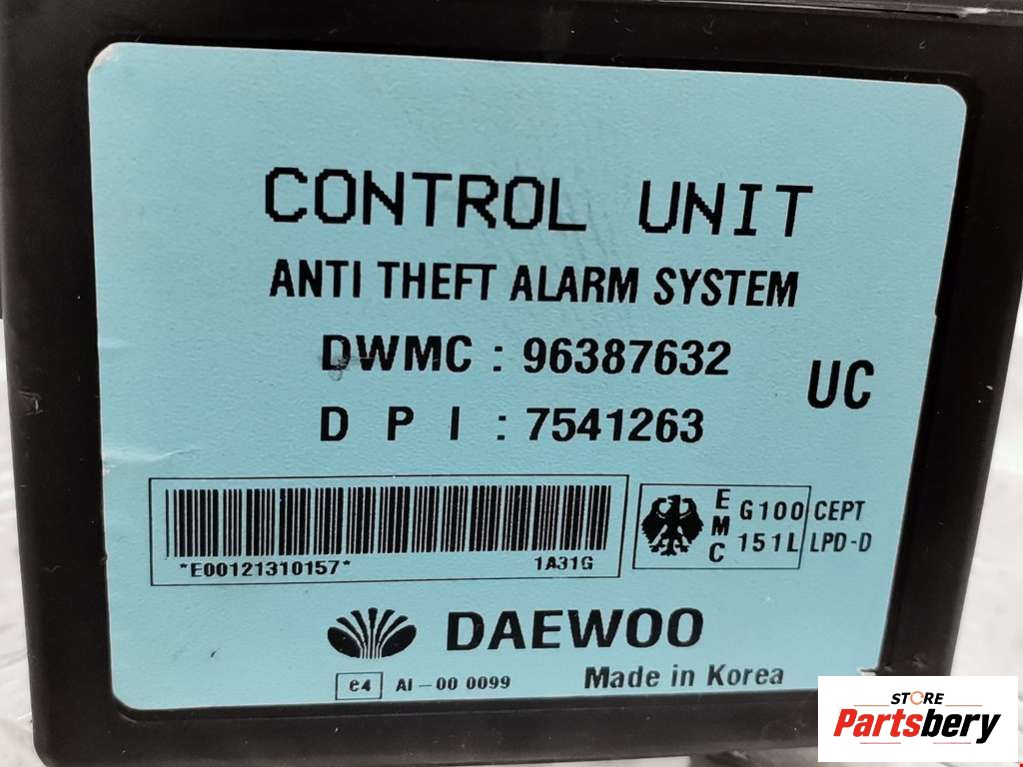 CONTROL UNIT
ANTI THEFT ALARM SYSTEM
DWMC : 96387632
UC
D P I : 7541263
*E00121310157*
1A31G
EMC
G100
151L
CEPT
LPD-D
DAEWOO
e4 AI-00 0099
Made in Korea
STORE
Partsbery